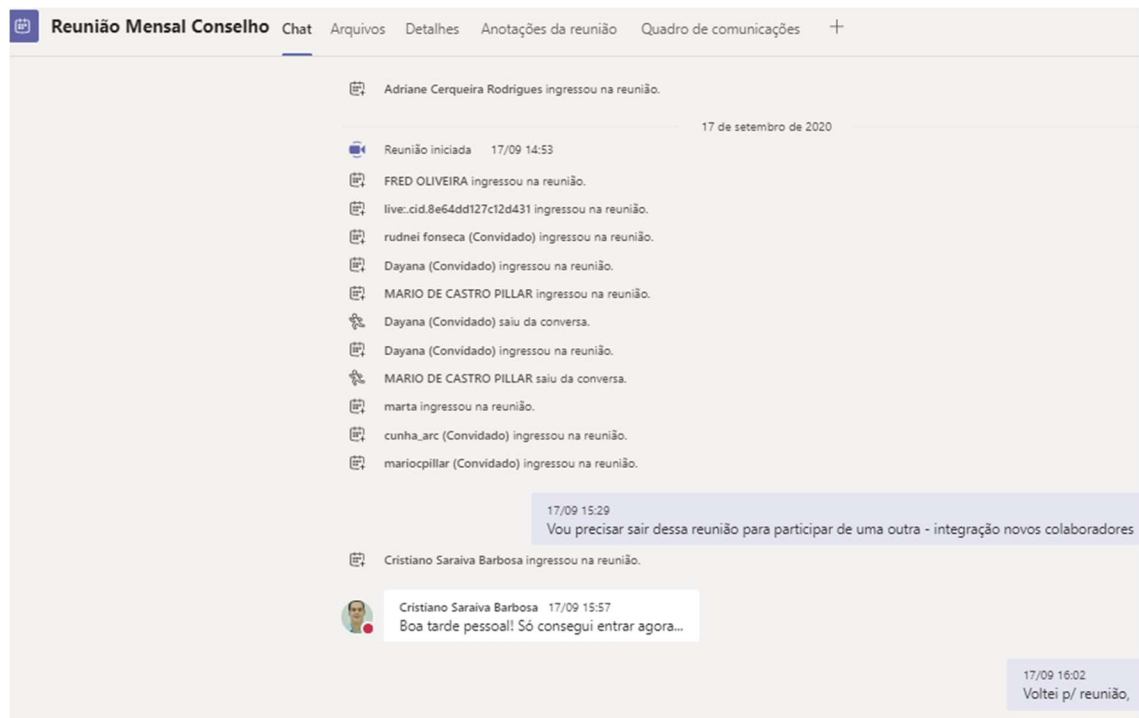 Reunião Mensal Conselho Chat Arquivos Detalhes Anotações da reunião Quadro de comunicações +
Adriane Cerqueira Rodrigues ingressou na reunião.
17 de setembro de 2020
Reunião iniciada 17/09 14:53
FRED OLIVEIRA ingressou na reunião.
live:.cid.8e64dd127c12d431 ingressou na reunião.
rudnei fonseca (Convidado) ingressou na reunião.
Dayana (Convidado) ingressou na reunião.
MARIO DE CASTRO PILLAR ingressou na reunião.
Dayana (Convidado) saiu da conversa.
Dayana (Convidado) ingressou na reunião.
MARIO DE CASTRO PILLAR saiu da conversa.
marta ingressou na reunião.
cunha_arc (Convidado) ingressou na reunião.
mariocpillar (Convidado) ingressou na reunião.
17/09 15:29
Vou precisar sair dessa reunião para participar de uma outra - integração novos colaboradores
Cristiano Saraiva Barbosa ingressou na reunião.
Cristiano Saraiva Barbosa 17/09 15:57
Boa tarde pessoal! Só consegui entrar agora...
17/09 16:02
Voltei p/ reunião,